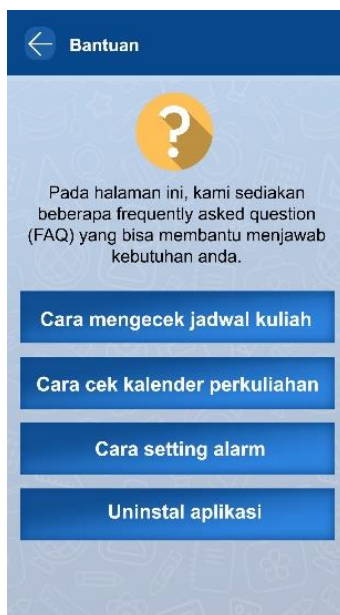 Bantuan
?
Pada halaman ini, kami sediakan
beberapa frequently asked question
(FAQ) yang bisa membantu menjawab
kebutuhan anda.
Cara mengecek jadwal kuliah
Cara cek kalender perkuliahan
Cara setting alarm
Uninstal aplikasi